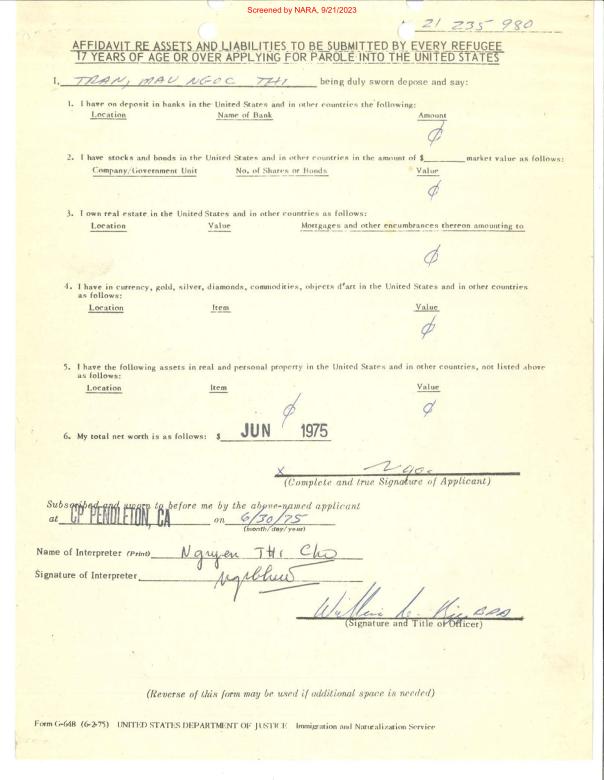 Screened by NARA, 9/21/2023
21 235 980
AFFIDAVIT RE ASSETS AND LIABILITIES TO BE SUBMITTED BY EVERY REFUGEE
17 YEARS OF AGE OR OVER APPLYING FOR PAROLE INTO THE UNITED STATES
I, TRAN, MAU NGOC THI being duly sworn depose and say:
1. I have on deposit in banks in the United States and in other countries the following:
Location Name of Bank Amount
∅
2. I have stocks and bonds in the United States and in other countries in the amount of $ market value as follows:
Company/Government Unit No. of Shares or Bonds Value
∅
3. I own real estate in the United States and in other countries as follows:
Location Value Mortgages and other encumbrances thereon amounting to
∅
4. I have in currency, gold, silver, diamonds, commodities, objects d'art in the United States and in other countries
as follows:
Location Item Value
∅
5. I have the following assets in real and personal property in the United States and in other countries, not listed above
as follows:
Location Item Value
∅
6. My total net worth is as follows: $ ∅ JUN 1975
x Ngoc
(Complete and true Signature of Applicant)
Subscribed and sworn to before me by the above-named applicant
at CP PENDLETON, CA on 6/30/75
(month/day/year)
Name of Interpreter (Print) Nguyen THI Cho
Signature of Interpreter
(Signature and Title of Officer)
(Reverse of this form may be used if additional space is needed)
Form G-648 (6-2-75) UNITED STATES DEPARTMENT OF JUSTICE Immigration and Naturalization Service